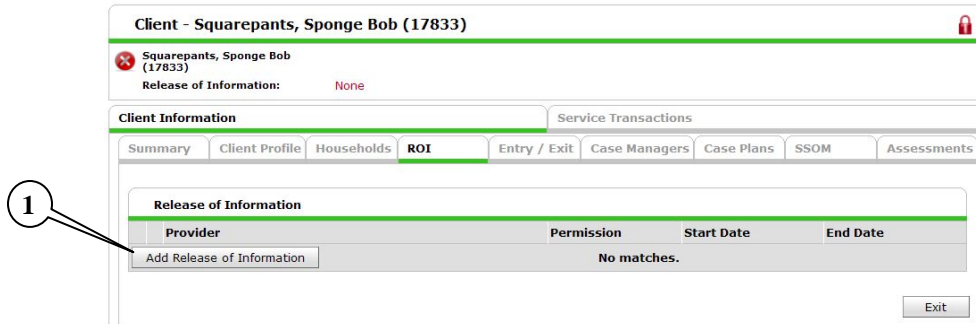 Client - Squarepants, Sponge Bob (17833)
Squarepants, Sponge Bob
(17833)
Release of Information: None
Client Information Service Transactions
Summary Client Profile Households ROI Entry / Exit Case Managers Case Plans SSOM Assessments
1
Release of Information
Provider Permission Start Date End Date
Add Release of Information No matches.
Exit